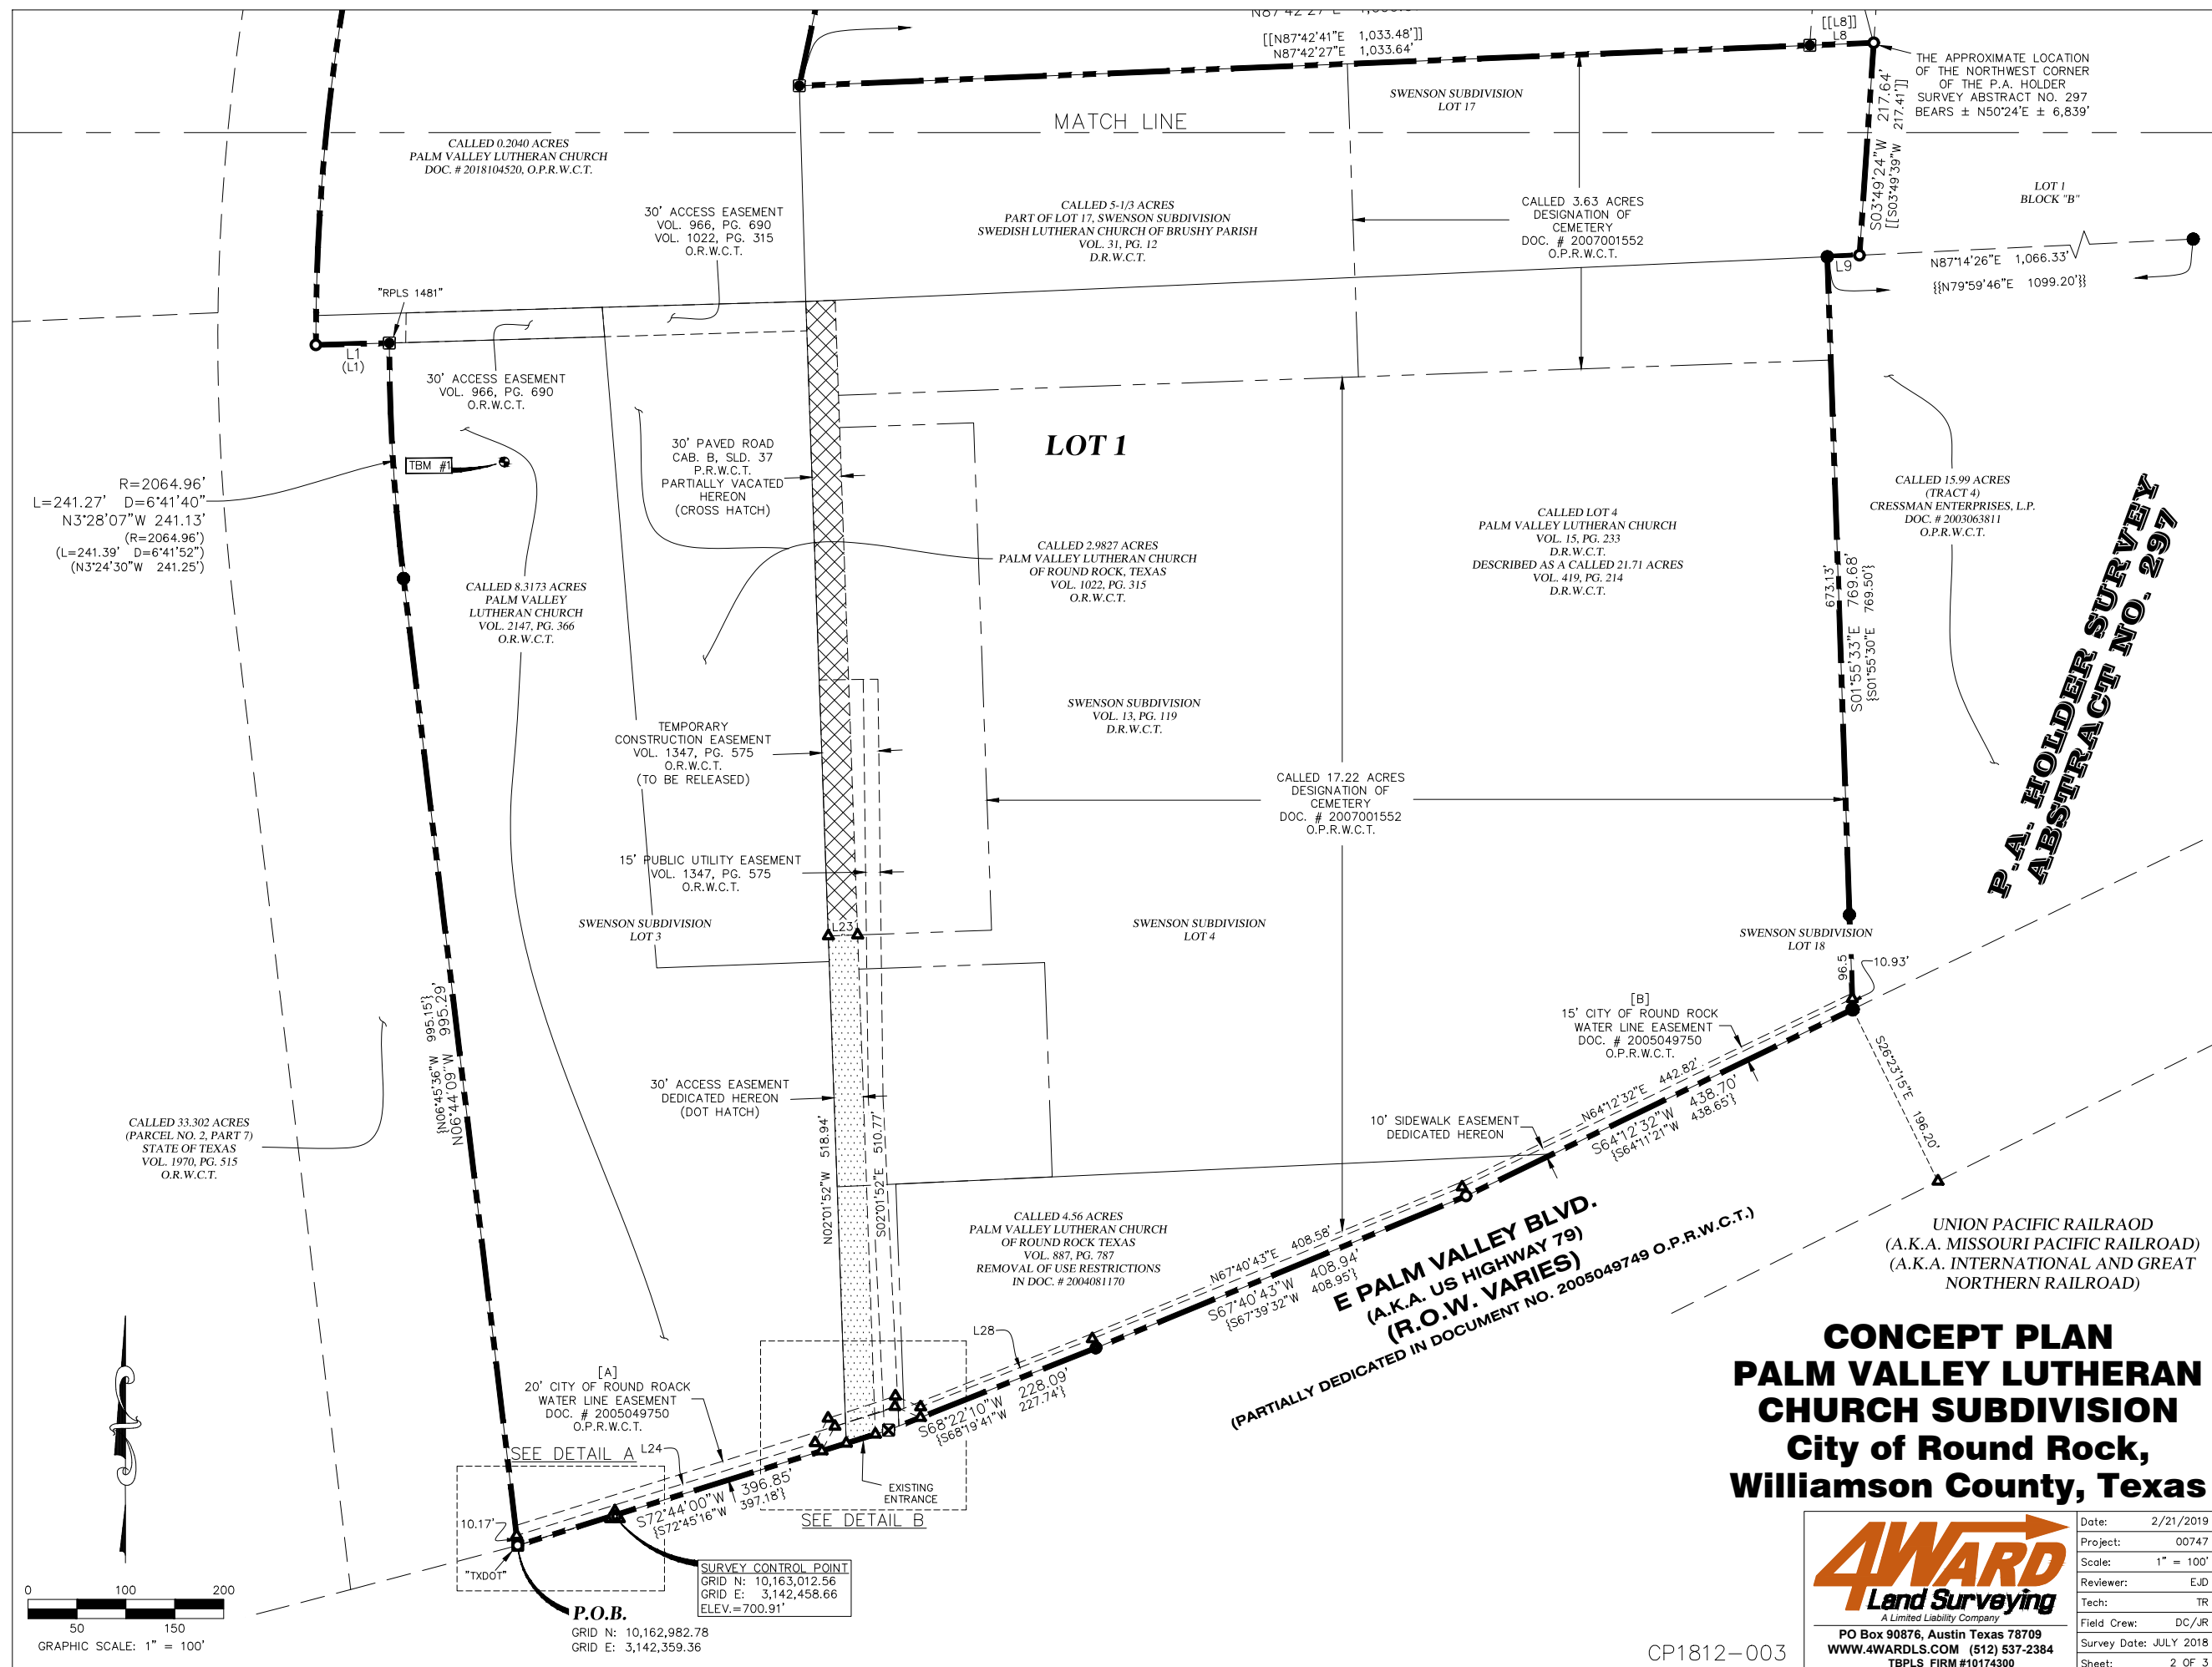 [[N87°42'41"E 1,033.48']]
N87°42'27"E 1,033.64'
[[L8]]
L8
THE APPROXIMATE LOCATION
OF THE NORTHWEST CORNER
OF THE P.A. HOLDER
SURVEY ABSTRACT NO. 297
BEARS ± N50°24'E ± 6,839'
SWENSON SUBDIVISION
LOT 17
MATCH LINE
S03°49'24"W 217.64'
[[S03°49'39"W 217.41']]
CALLED 0.2040 ACRES
PALM VALLEY LUTHERAN CHURCH
DOC. # 2018104520, O.P.R.W.C.T.
30' ACCESS EASEMENT
VOL. 966, PG. 690
VOL. 1022, PG. 315
O.R.W.C.T.
CALLED 5-1/3 ACRES
PART OF LOT 17, SWENSON SUBDIVISION
SWEDISH LUTHERAN CHURCH OF BRUSHY PARISH
VOL. 31, PG. 12
D.R.W.C.T.
CALLED 3.63 ACRES
DESIGNATION OF
CEMETERY
DOC. # 2007001552
O.P.R.W.C.T.
LOT 1
BLOCK "B"
L9
N87°14'26"E 1,066.33'
{{N79°59'46"E 1099.20'}}
"RPLS 1481"
L1
(L1)
30' ACCESS EASEMENT
VOL. 966, PG. 690
O.R.W.C.T.
TBM #1
30' PAVED ROAD
CAB. B, SLD. 37
P.R.W.C.T.
PARTIALLY VACATED
HEREON
(CROSS HATCH)
LOT 1
R=2064.96'
L=241.27' D=6°41'40"
N3°28'07"W 241.13'
(R=2064.96')
(L=241.39' D=6°41'52")
(N3°24'30"W 241.25')
CALLED 8.3173 ACRES
PALM VALLEY
LUTHERAN CHURCH
VOL. 2147, PG. 366
O.R.W.C.T.
CALLED 2.9827 ACRES
PALM VALLEY LUTHERAN CHURCH
OF ROUND ROCK, TEXAS
VOL. 1022, PG. 315
O.R.W.C.T.
CALLED LOT 4
PALM VALLEY LUTHERAN CHURCH
VOL. 15, PG. 233
D.R.W.C.T.
DESCRIBED AS A CALLED 21.71 ACRES
VOL. 419, PG. 214
D.R.W.C.T.
CALLED 15.99 ACRES
(TRACT 4)
CRESSMAN ENTERPRISES, L.P.
DOC. # 2003063811
O.P.R.W.C.T.
673.13'
S01°55'33"E 769.68'
{S01°55'30"E 769.50'}
P.A. HOLDER SURVEY
ABSTRACT NO. 297
SWENSON SUBDIVISION
VOL. 13, PG. 119
D.R.W.C.T.
TEMPORARY
CONSTRUCTION EASEMENT
VOL. 1347, PG. 575
O.R.W.C.T.
(TO BE RELEASED)
CALLED 17.22 ACRES
DESIGNATION OF
CEMETERY
DOC. # 2007001552
O.P.R.W.C.T.
15' PUBLIC UTILITY EASEMENT
VOL. 1347, PG. 575
O.R.W.C.T.
SWENSON SUBDIVISION
LOT 3
L23
SWENSON SUBDIVISION
LOT 4
SWENSON SUBDIVISION
LOT 18
96.5
10.93'
{N06°45'36"W 995.15'}
N06°44'09"W 995.29'
[B]
15' CITY OF ROUND ROCK
WATER LINE EASEMENT
DOC. # 2005049750
O.P.R.W.C.T.
S26°23'15"E 196.20'
30' ACCESS EASEMENT
DEDICATED HEREON
(DOT HATCH)
N02°01'52"W 518.94'
S02°01'52"E 510.77'
10' SIDEWALK EASEMENT
DEDICATED HEREON
N64°12'32"E 442.82'
S64°12'32"W 438.70'
{S64°11'21"W 438.65'}
CALLED 33.302 ACRES
(PARCEL NO. 2, PART 7)
STATE OF TEXAS
VOL. 1970, PG. 515
O.R.W.C.T.
CALLED 4.56 ACRES
PALM VALLEY LUTHERAN CHURCH
OF ROUND ROCK TEXAS
VOL. 887, PG. 787
REMOVAL OF USE RESTRICTIONS
IN DOC. # 2004081170
N67°40'43"E 408.58'
S67°40'43"W 408.94'
{S67°39'32"W 408.95'}
E PALM VALLEY BLVD.
(A.K.A. US HIGHWAY 79)
(R.O.W. VARIES)
(PARTIALLY DEDICATED IN DOCUMENT NO. 2005049749 O.P.R.W.C.T.)
UNION PACIFIC RAILRAOD
(A.K.A. MISSOURI PACIFIC RAILROAD)
(A.K.A. INTERNATIONAL AND GREAT
NORTHERN RAILROAD)
L28
S68°22'10"W 228.09'
{S68°19'41"W 227.74'}
[A]
20' CITY OF ROUND ROACK
WATER LINE EASEMENT
DOC. # 2005049750
O.P.R.W.C.T.
SEE DETAIL A
L24
S72°44'00"W 396.85'
{S72°45'16"W 397.18'}
EXISTING
ENTRANCE
SEE DETAIL B
10.17'
"TXDOT"
P.O.B.
GRID N: 10,162,982.78
GRID E: 3,142,359.36
SURVEY CONTROL POINT
GRID N: 10,163,012.56
GRID E: 3,142,458.66
ELEV.=700.91'
0 100 200
50 150
GRAPHIC SCALE: 1" = 100'
CONCEPT PLAN
PALM VALLEY LUTHERAN
CHURCH SUBDIVISION
City of Round Rock,
Williamson County, Texas
CP1812-003
4WARD
Land Surveying
A Limited Liability Company
PO Box 90876, Austin Texas 78709
WWW.4WARDLS.COM (512) 537-2384
TBPLS FIRM #10174300
Date: 2/21/2019
Project: 00747
Scale: 1" = 100'
Reviewer: EJD
Tech: TR
Field Crew: DC/JR
Survey Date: JULY 2018
Sheet: 2 OF 3